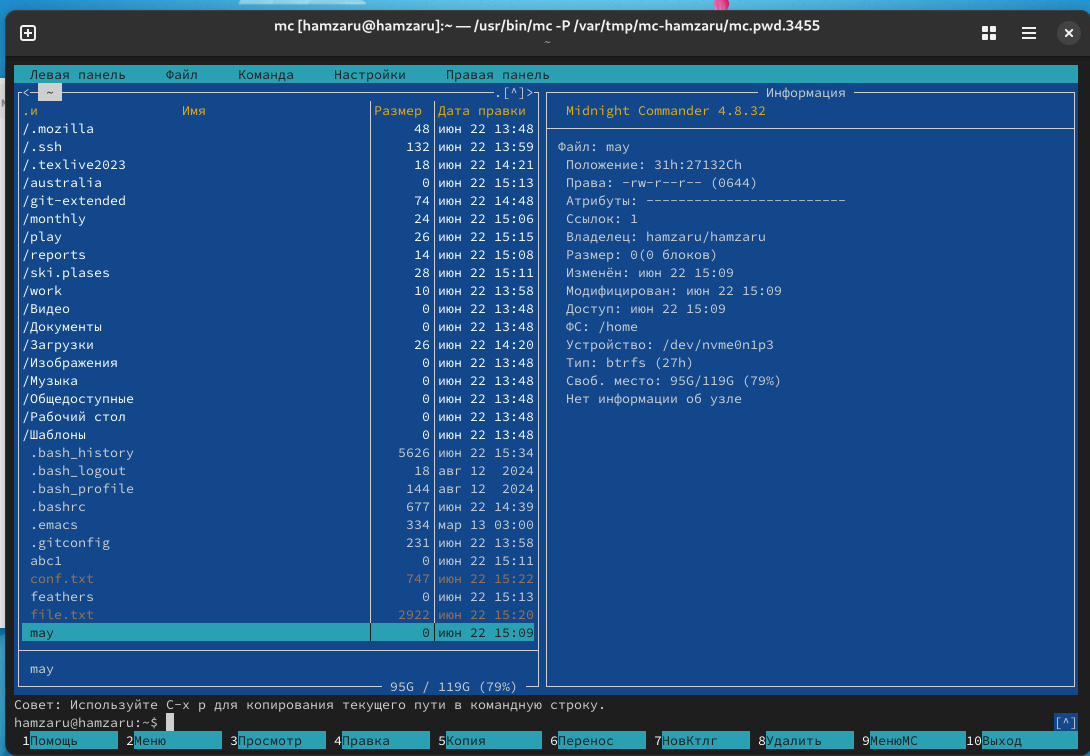 mc [hamzaru@hamzaru]:~ — /usr/bin/mc -P /var/tmp/mc-hamzaru/mc.pwd.3455
~
Левая панель Файл Команда Настройки Правая панель
<- ~ .[^]>
.и Имя Размер Дата правки
/.mozilla 48 июн 22 13:48
/.ssh 132 июн 22 13:59
/.texlive2023 18 июн 22 14:21
/australia 0 июн 22 15:13
/git-extended 74 июн 22 14:48
/monthly 24 июн 22 15:06
/play 26 июн 22 15:15
/reports 14 июн 22 15:08
/ski.plases 28 июн 22 15:11
/work 10 июн 22 13:58
/Видео 0 июн 22 13:48
/Документы 0 июн 22 13:48
/Загрузки 26 июн 22 14:20
/Изображения 0 июн 22 13:48
/Музыка 0 июн 22 13:48
/Общедоступные 0 июн 22 13:48
/Рабочий стол 0 июн 22 13:48
/Шаблоны 0 июн 22 13:48
.bash_history 5626 июн 22 15:34
.bash_logout 18 авг 12 2024
.bash_profile 144 авг 12 2024
.bashrc 677 июн 22 14:39
.emacs 334 мар 13 03:00
.gitconfig 231 июн 22 13:58
abc1 0 июн 22 15:11
conf.txt 747 июн 22 15:22
feathers 0 июн 22 15:13
file.txt 2922 июн 22 15:20
may 0 июн 22 15:09
may
95G / 119G (79%)
Информация
Midnight Commander 4.8.32
Файл: may
Положение: 31h:27132Ch
Права: -rw-r--r-- (0644)
Атрибуты: -------------------------
Ссылок: 1
Владелец: hamzaru/hamzaru
Размер: 0(0 блоков)
Изменён: июн 22 15:09
Модифицирован: июн 22 15:09
Доступ: июн 22 15:09
ФС: /home
Устройство: /dev/nvme0n1p3
Тип: btrfs (27h)
Своб. место: 95G/119G (79%)
Нет информации об узле
Совет: Используйте C-x p для копирования текущего пути в командную строку.
hamzaru@hamzaru:~$ [^]
1Помощь 2Меню 3Просмотр 4Правка 5Копия 6Перенос 7НовКтлг 8Удалить 9МенюМС 10Выход